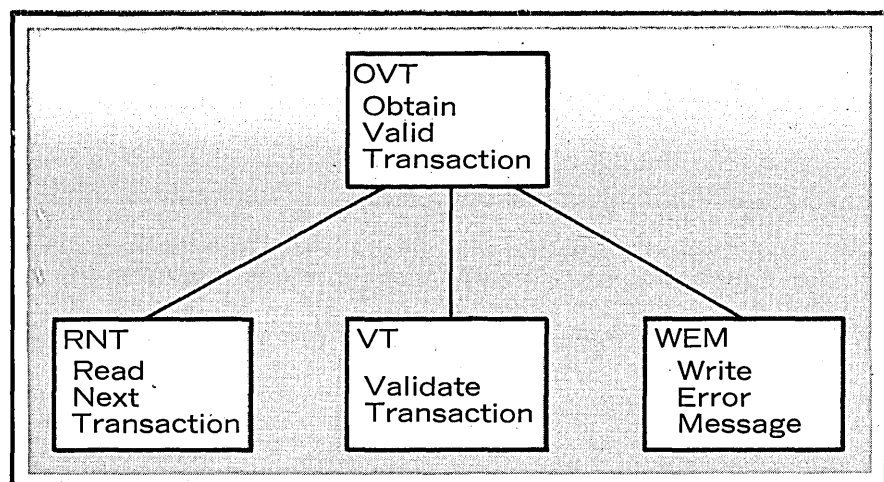 OVT
Obtain
Valid
Transaction
RNT
Read
Next
Transaction
VT
Validate
Transaction
WEM
Write
Error
Message